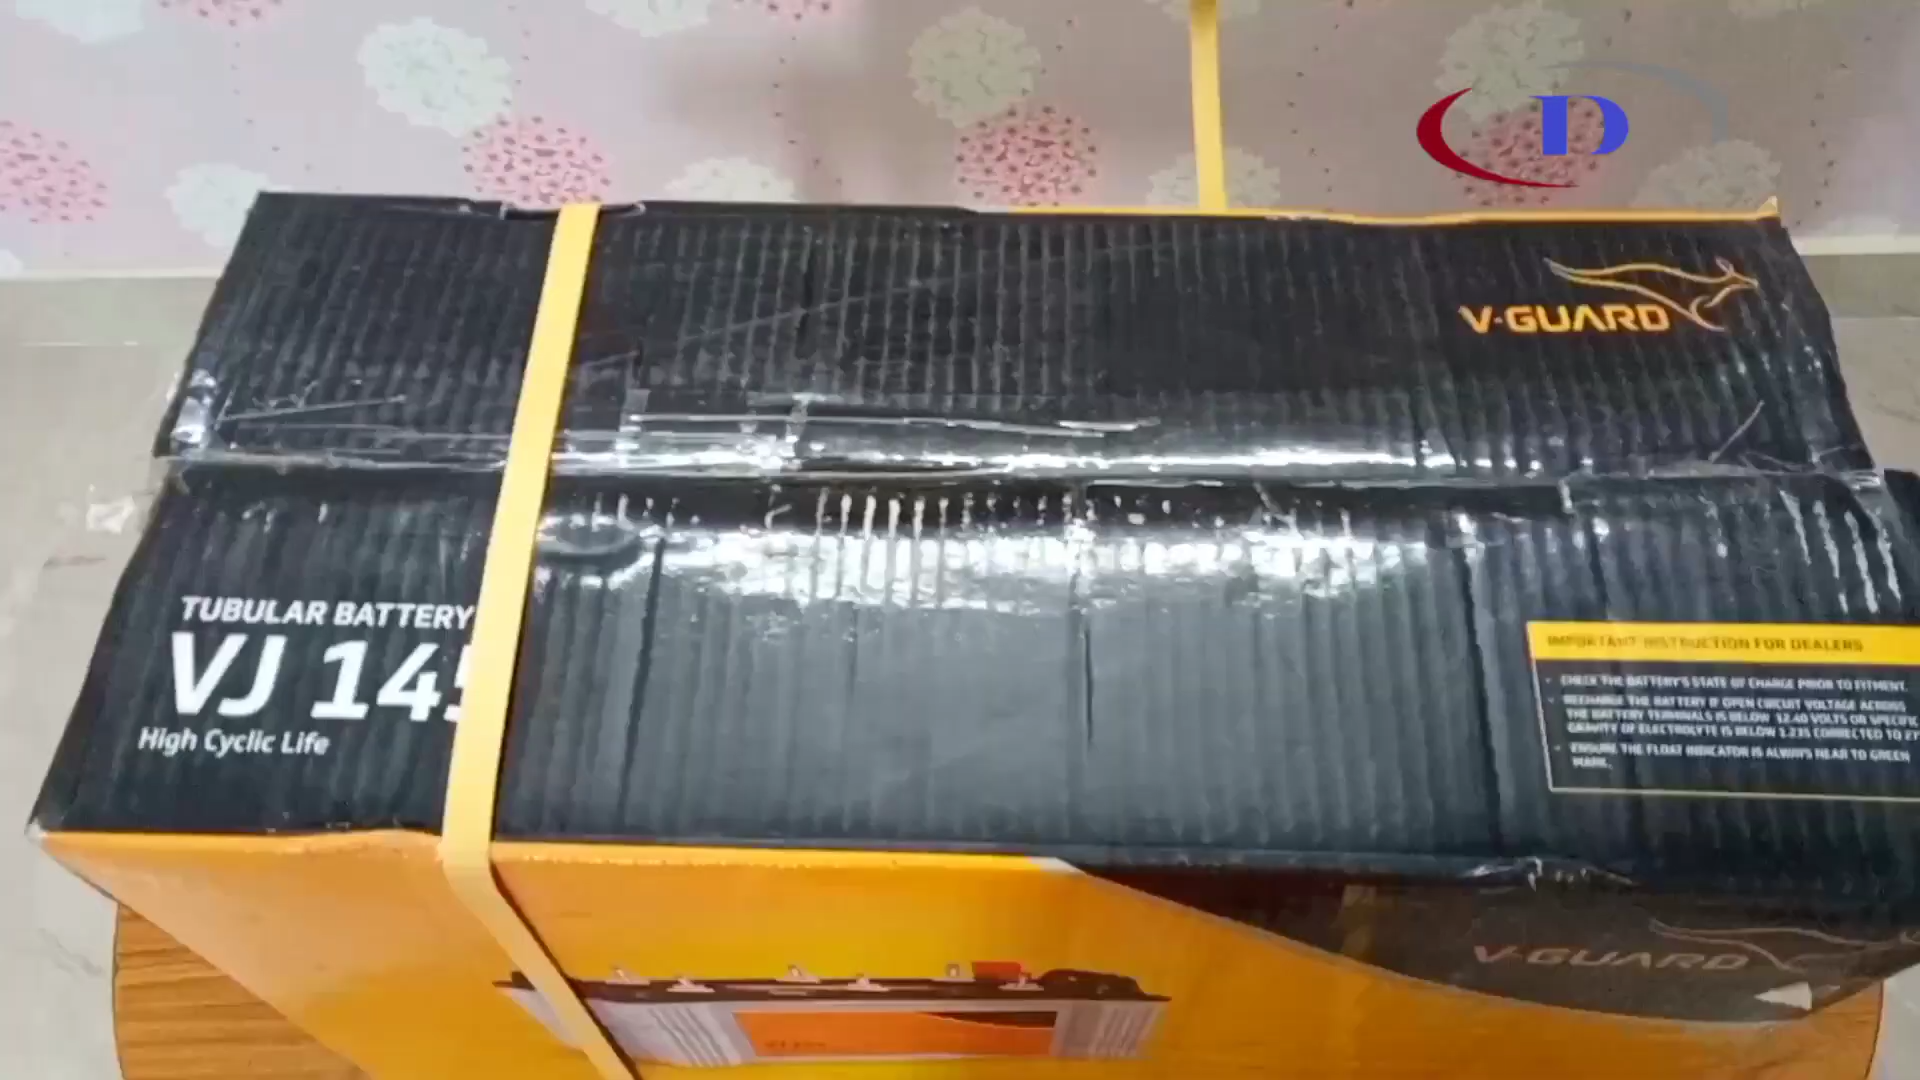 D
V-GUARD
TUBULAR BATTERY
VJ 145
High Cyclic Life
IMPORTANT INSTRUCTION FOR DEALERS
• CHECK THE BATTERY'S STATE OF CHARGE PRIOR TO FITMENT.
• RECHARGE THE BATTERY IF OPEN CIRCUIT VOLTAGE ACROSS
THE BATTERY TERMINALS IS BELOW 12.40 VOLTS OR SPECIFIC
GRAVITY OF ELECTROLYTE IS BELOW 1.235 CORRECTED TO 27
• ENSURE THE FLOAT INDICATOR IS ALWAYS NEAR TO GREEN
MARK.
V-GUARD